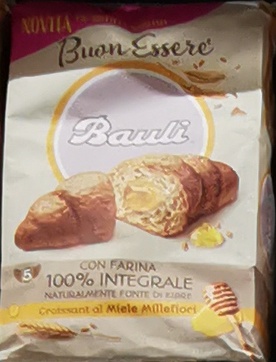 NOVITÀ
Buon Essere
Bauli
5
CON FARINA
100% INTEGRALE
NATURALMENTE FONTE DI FIBRE
Croissant al Miele Millefiori